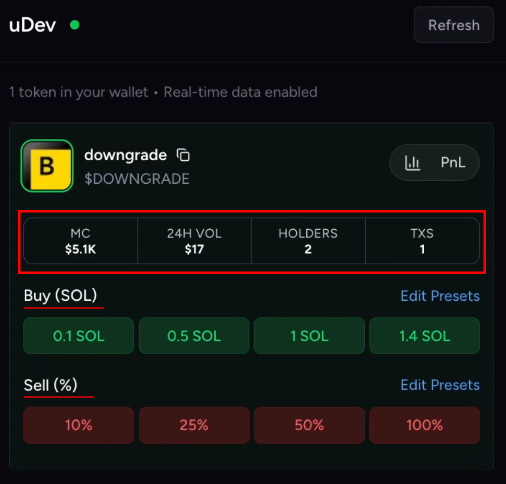 uDev Refresh
1 token in your wallet • Real-time data enabled
B
downgrade
$DOWNGRADE
PnL
MC 24H VOL HOLDERS TXS
$5.1K $17 2 1
Buy (SOL) Edit Presets
0.1 SOL 0.5 SOL 1 SOL 1.4 SOL
Sell (%) Edit Presets
10% 25% 50% 100%